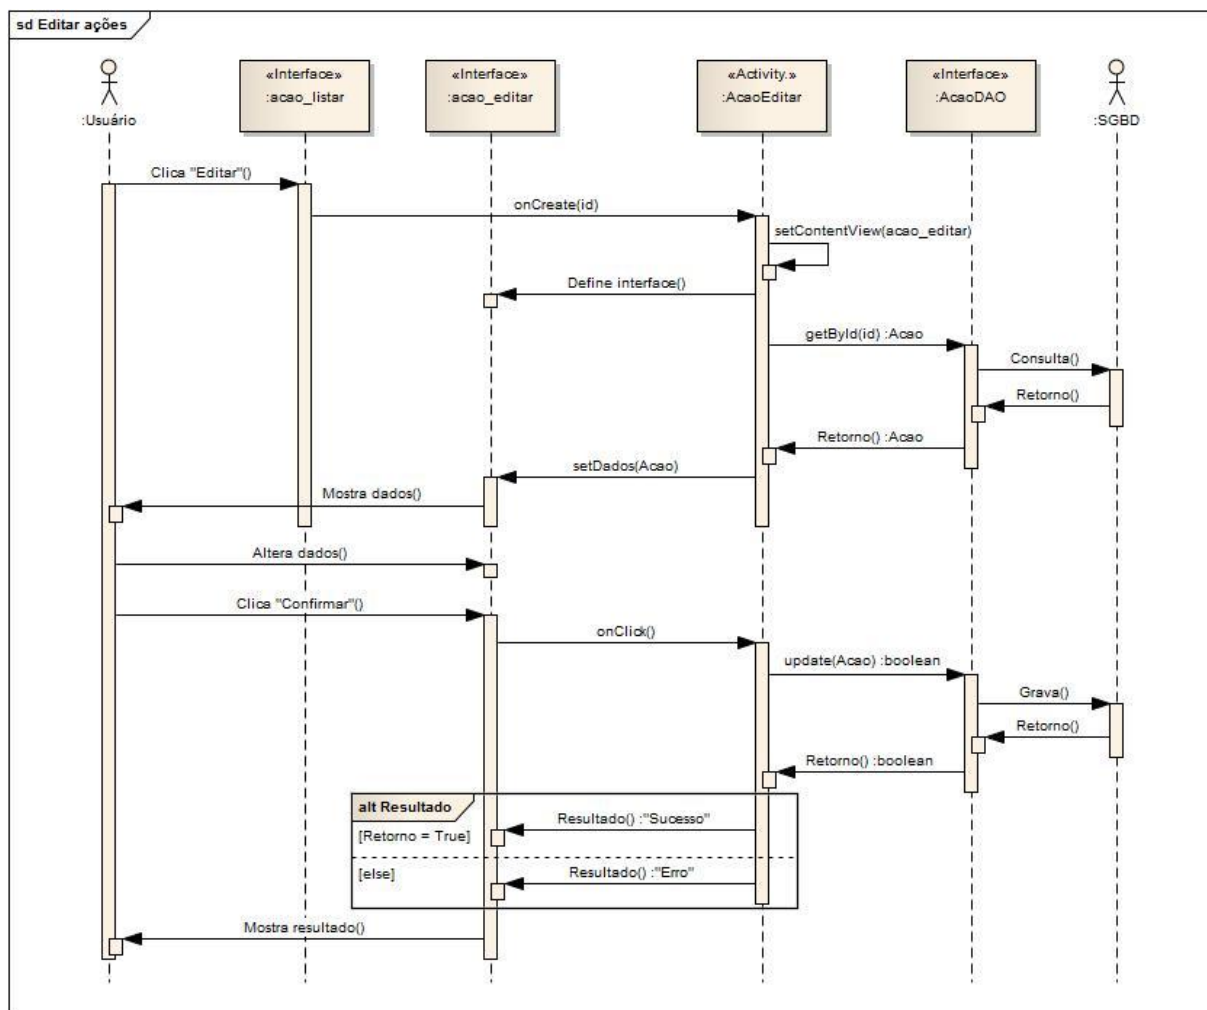 sd Editar ações
«Interface»
:acao_listar
«Interface»
:acao_editar
«Activity.»
:AcaoEditar
«Interface»
:AcaoDAO
:Usuário
:SGBD
Clica "Editar"()
onCreate(id)
setContentView(acao_editar)
Define interface()
getById(id) :Acao
Consulta()
Retorno()
Retorno() :Acao
setDados(Acao)
Mostra dados()
Altera dados()
Clica "Confirmar"()
onClick()
update(Acao) :boolean
Grava()
Retorno()
Retorno() :boolean
alt Resultado
Resultado() :"Sucesso"
[Retorno = True]
Resultado() :"Erro"
[else]
Mostra resultado()